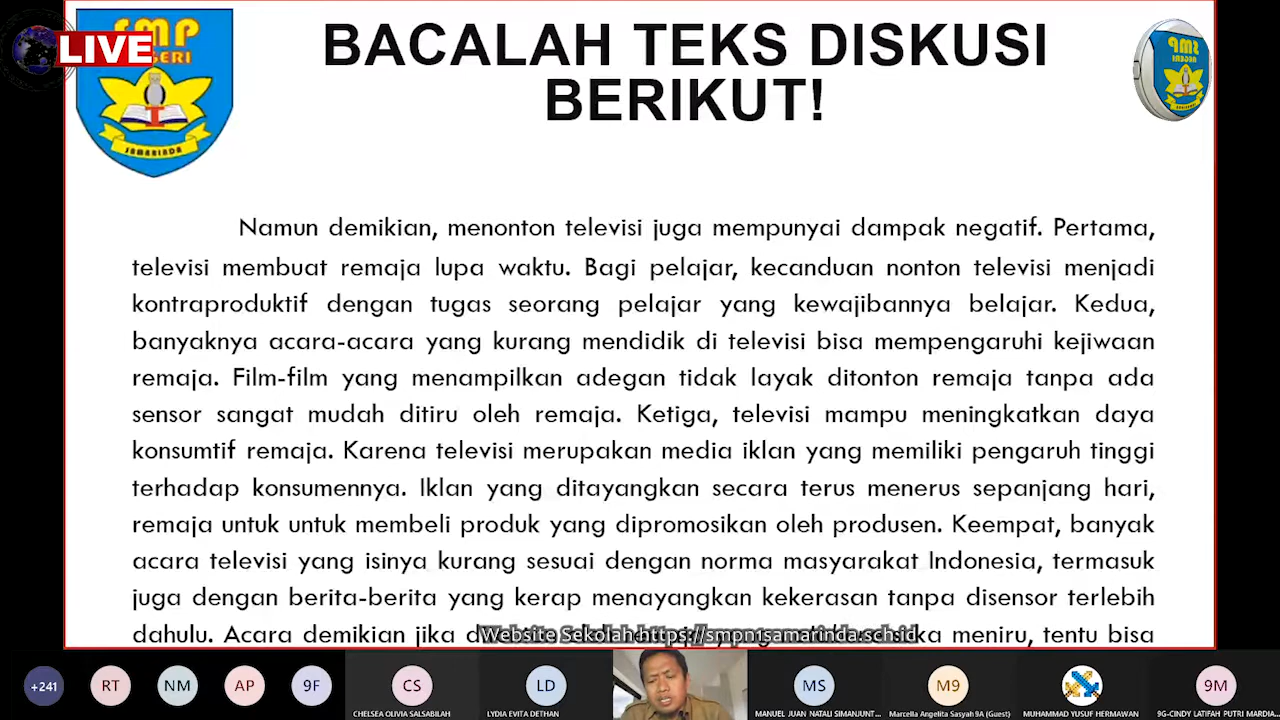 LIVE
SMP
NEGERI
SAMARINDA
BACALAH TEKS DISKUSI
BERIKUT!
SMP
NEGERI
Namun demikian, menonton televisi juga mempunyai dampak negatif. Pertama,
televisi membuat remaja lupa waktu. Bagi pelajar, kecanduan nonton televisi menjadi
kontraproduktif dengan tugas seorang pelajar yang kewajibannya belajar. Kedua,
banyaknya acara-acara yang kurang mendidik di televisi bisa mempengaruhi kejiwaan
remaja. Film-film yang menampilkan adegan tidak layak ditonton remaja tanpa ada
sensor sangat mudah ditiru oleh remaja. Ketiga, televisi mampu meningkatkan daya
konsumtif remaja. Karena televisi merupakan media iklan yang memiliki pengaruh tinggi
terhadap konsumennya. Iklan yang ditayangkan secara terus menerus sepanjang hari,
remaja untuk untuk membeli produk yang dipromosikan oleh produsen. Keempat, banyak
acara televisi yang isinya kurang sesuai dengan norma masyarakat Indonesia, termasuk
juga dengan berita-berita yang kerap menayangkan kekerasan tanpa disensor terlebih
dahulu. Acara demikian jika meniru, tentu bisa
Website Sekolah https://smpn1samarinda.sch.id
+241 RT NM AP 9F CS LD MS M9 9M
CHELSEA OLIVIA SALSABILAH LYDIA EVITA DETHAN MANUEL JUAN NATALI SIMANJUNT... Marcella Angelita Sasyah 9A (Guest) MUHAMMAD YUSUF HERMAWAN 9G-CINDY LATIFAH PUTRI MARDIA...